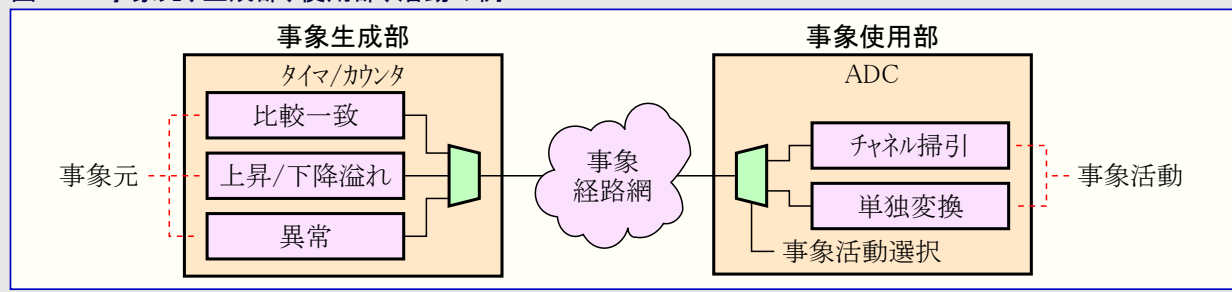 事象生成部
タイマ/カウンタ
比較一致
上昇/下降溢れ
異常
事象元
事象
経路網
事象使用部
ADC
チャネル掃引
単独変換
事象活動選択
事象活動